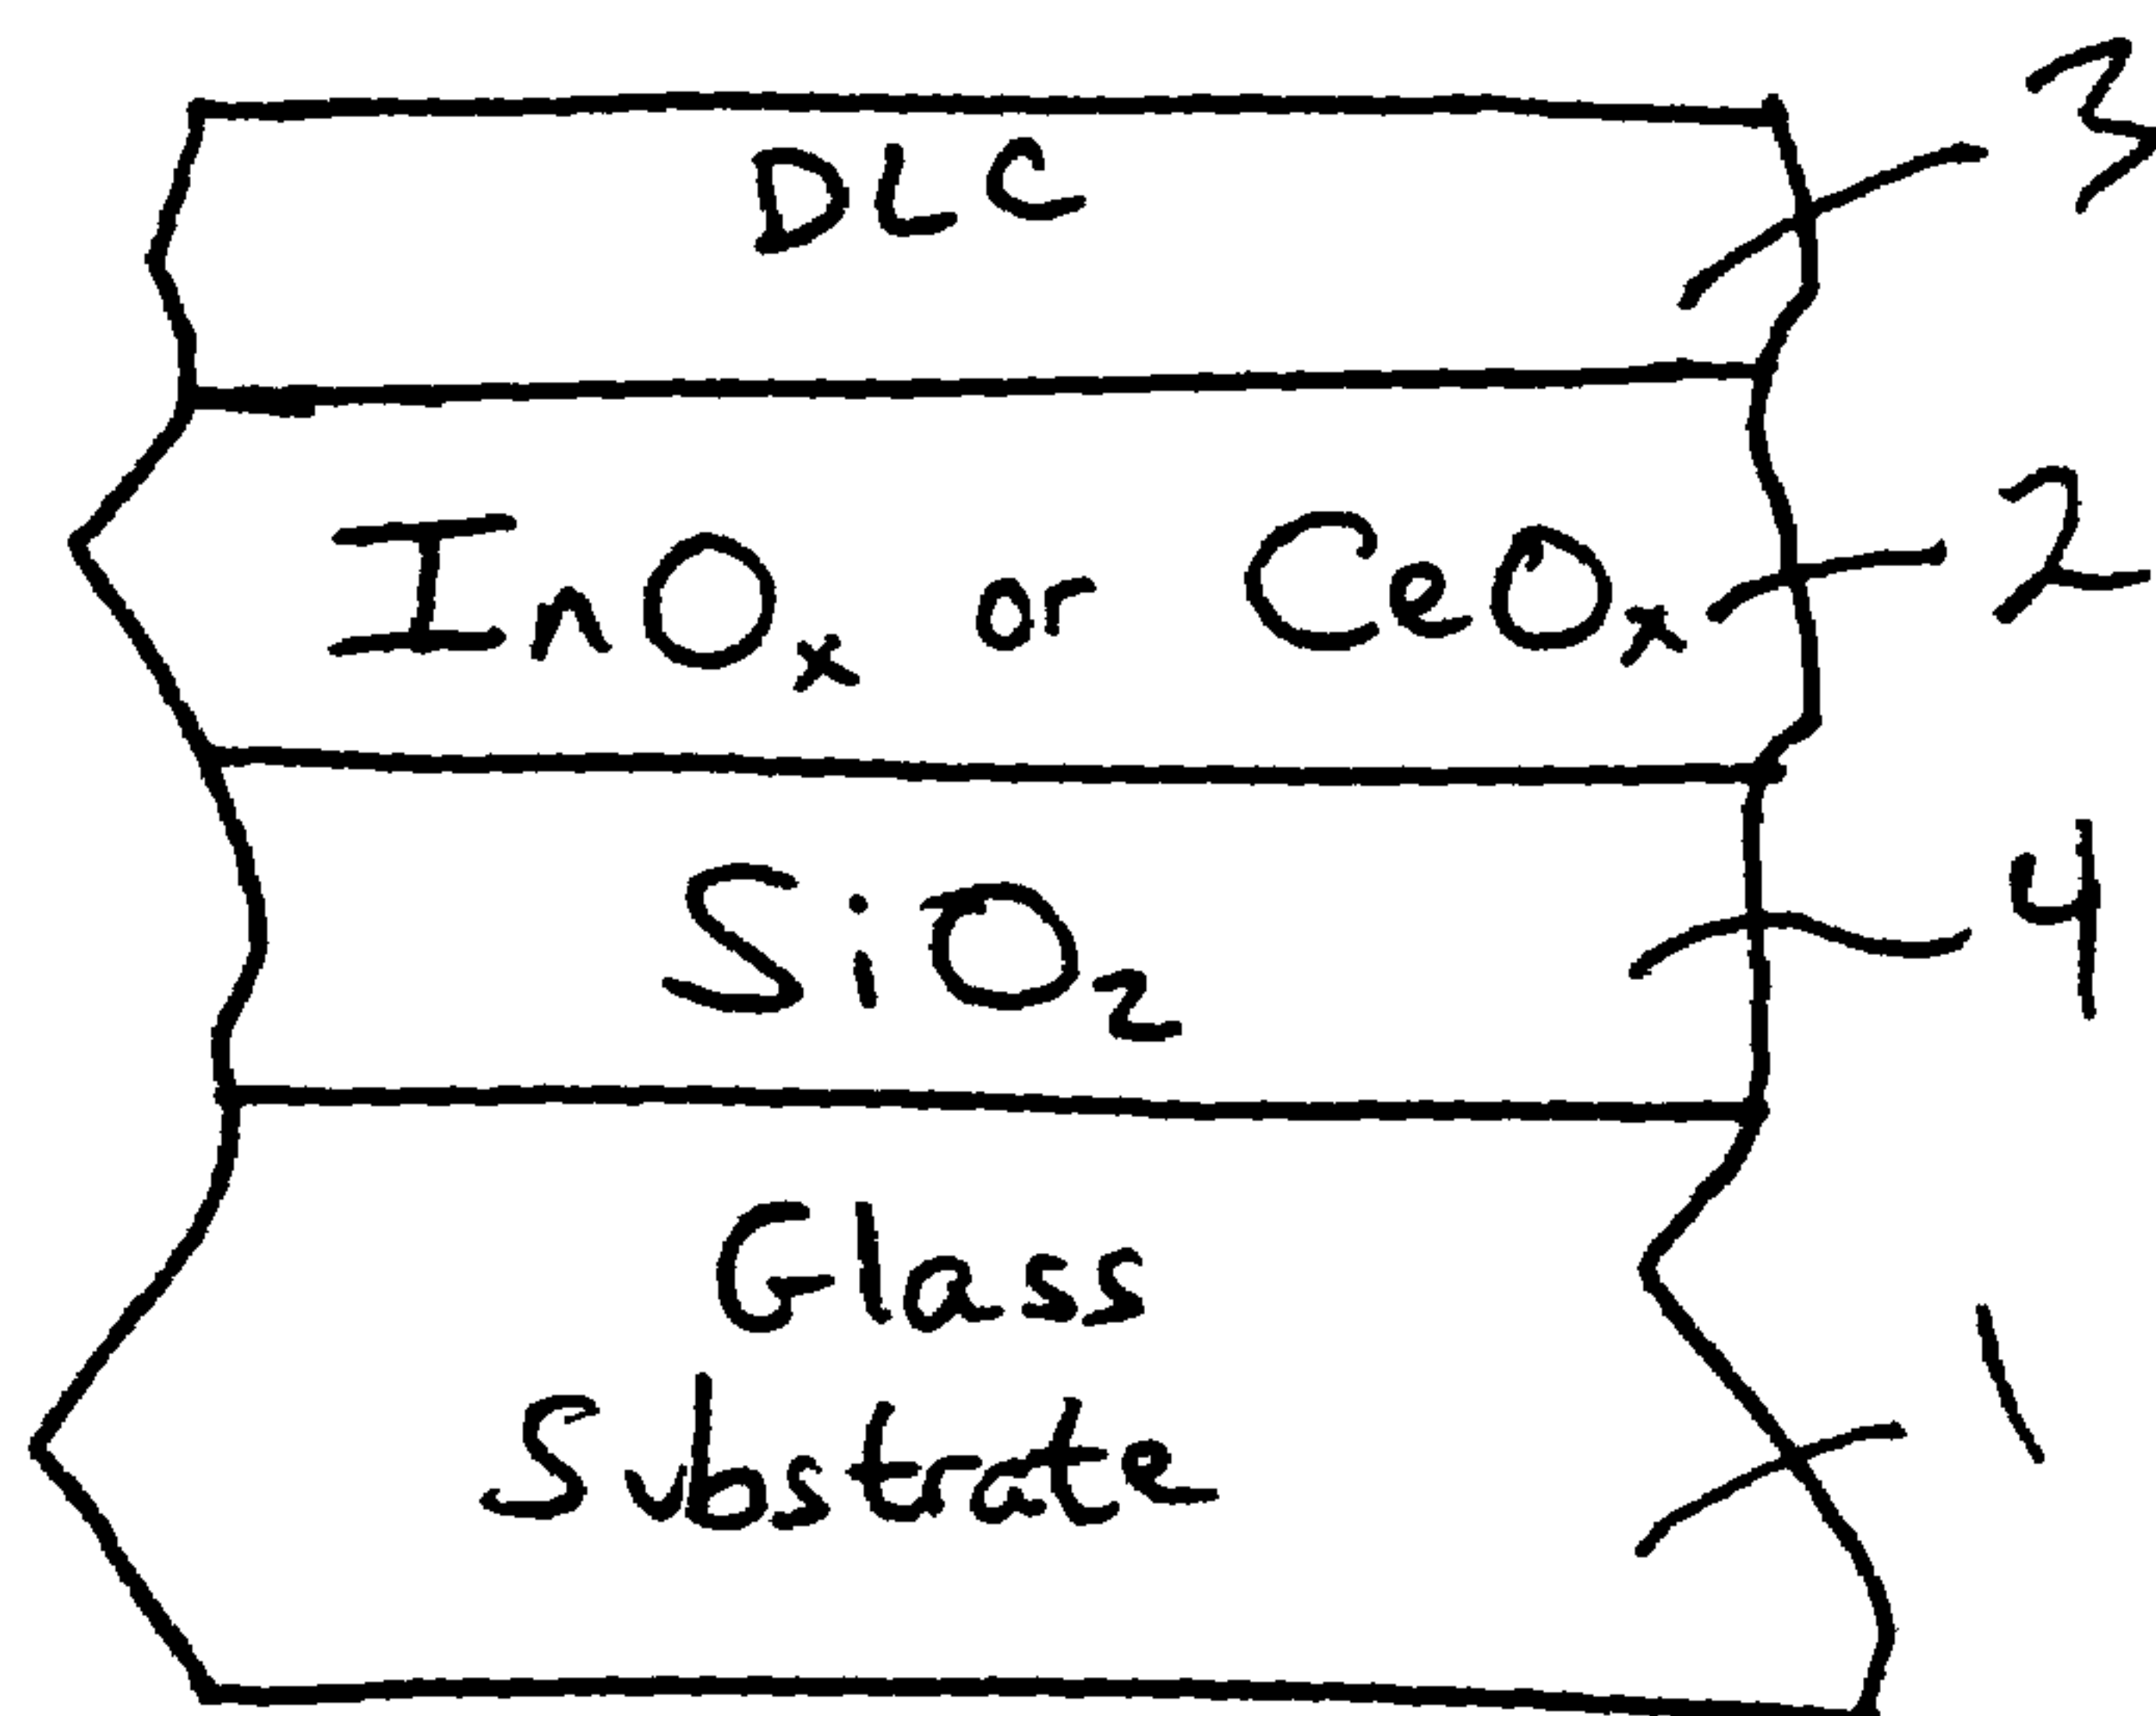 3
DLC
InOx or CeOx 2
SiO2 4
Glass
Substrate 1